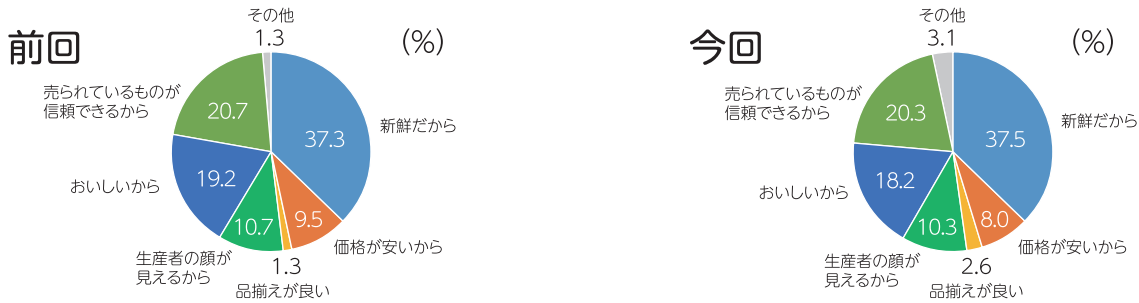 前回
(%)
その他
1.3
新鮮だから
37.3
価格が安いから
9.5
品揃えが良い
1.3
生産者の顔が
見えるから
10.7
おいしいから
19.2
売られているものが
信頼できるから
20.7
今回
(%)
その他
3.1
新鮮だから
37.5
価格が安いから
8.0
品揃えが良い
2.6
生産者の顔が
見えるから
10.3
おいしいから
18.2
売られているものが
信頼できるから
20.3